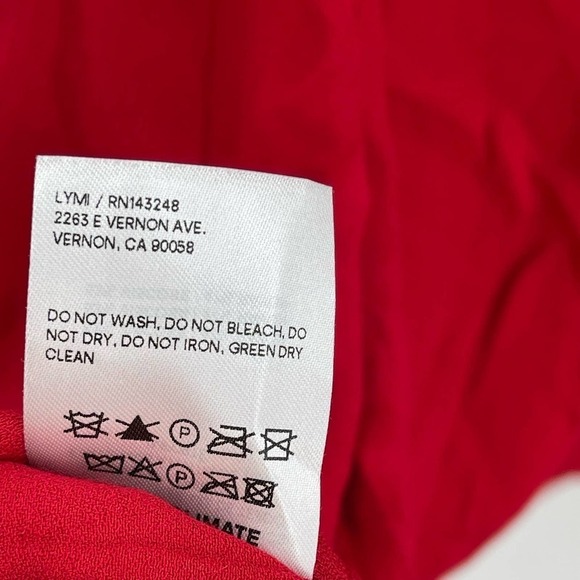 LYMI / RN143248
2263 E VERNON AVE.
VERNON, CA 90058
DO NOT WASH, DO NOT BLEACH, DO
NOT DRY, DO NOT IRON, GREEN DRY
CLEAN
P
P